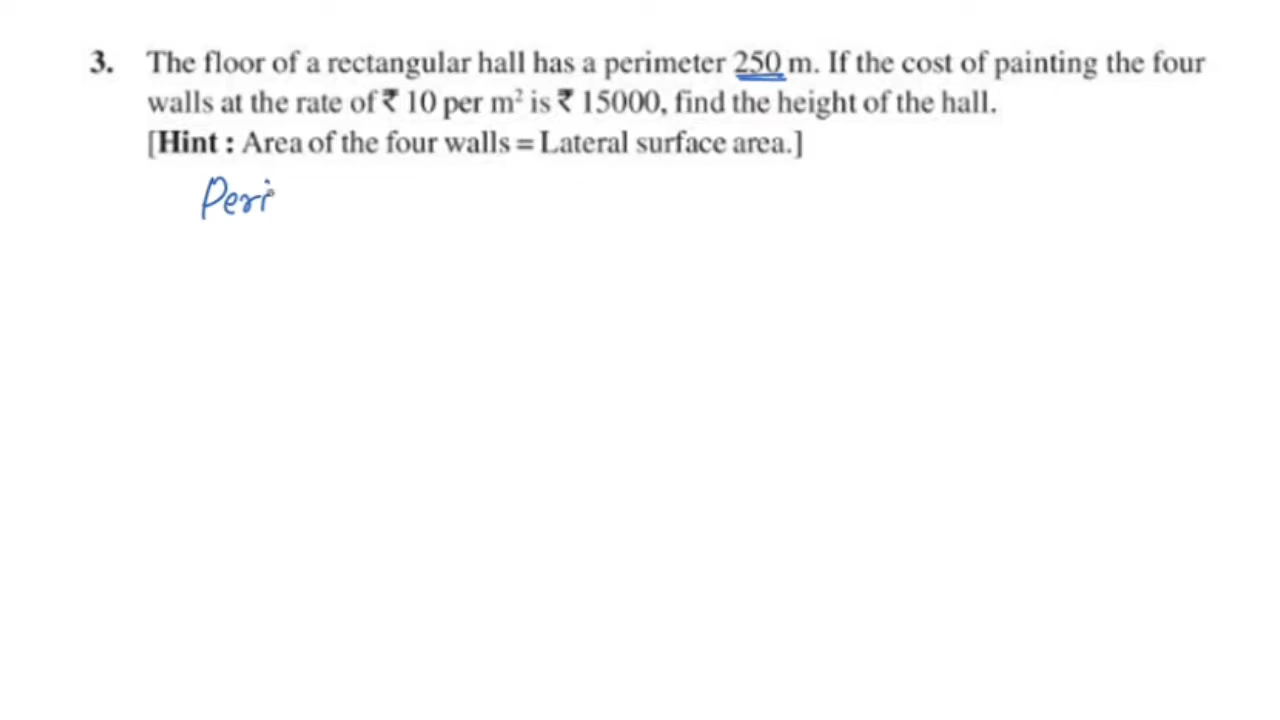 3. The floor of a rectangular hall has a perimeter 250 m. If the cost of painting the four
walls at the rate of ₹ 10 per m² is ₹ 15000, find the height of the hall.
[Hint : Area of the four walls = Lateral surface area.]
Peri